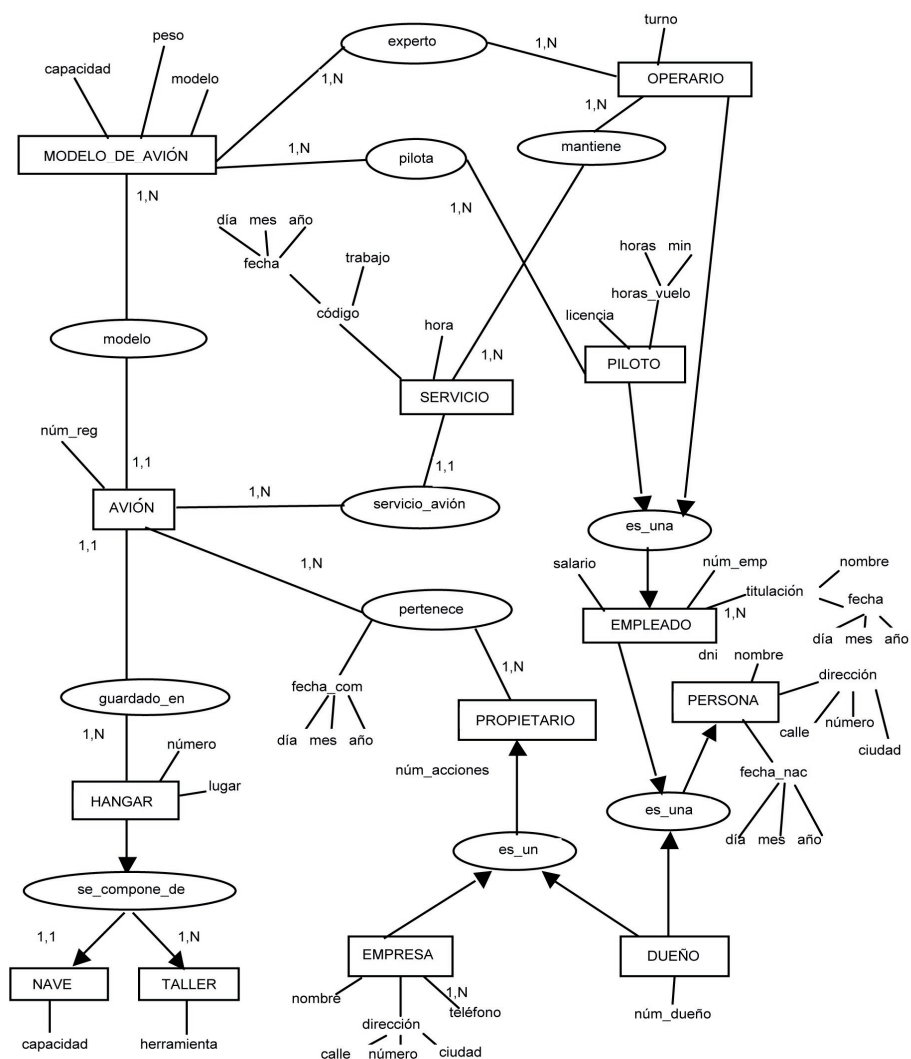 peso
turno
experto
1,N
capacidad
modelo
1,N
OPERARIO
1,N
MODELO_DE_AVIÓN
1,N
pilota
mantiene
1,N
1,N
día mes año
horas min
fecha
trabajo
horas_vuelo
código
licencia
hora
modelo
1,N
PILOTO
SERVICIO
núm_reg
1,1
1,1
AVIÓN
1,N
servicio_avión
es_una
1,1
1,N
salario
núm_emp
nombre
titulación
pertenece
1,N
fecha
EMPLEADO
día mes año
dni nombre
1,N
fecha_com
dirección
guardado_en
PERSONA
1,N
PROPIETARIO
calle
número
día mes año
número
ciudad
núm_acciones
fecha_nac
lugar
HANGAR
es_una
día mes año
es_un
se_compone_de
1,1
1,N
EMPRESA
DUEÑO
NAVE
TALLER
nombre
1,N
teléfono
núm_dueño
dirección
capacidad
herramienta
calle
número
ciudad